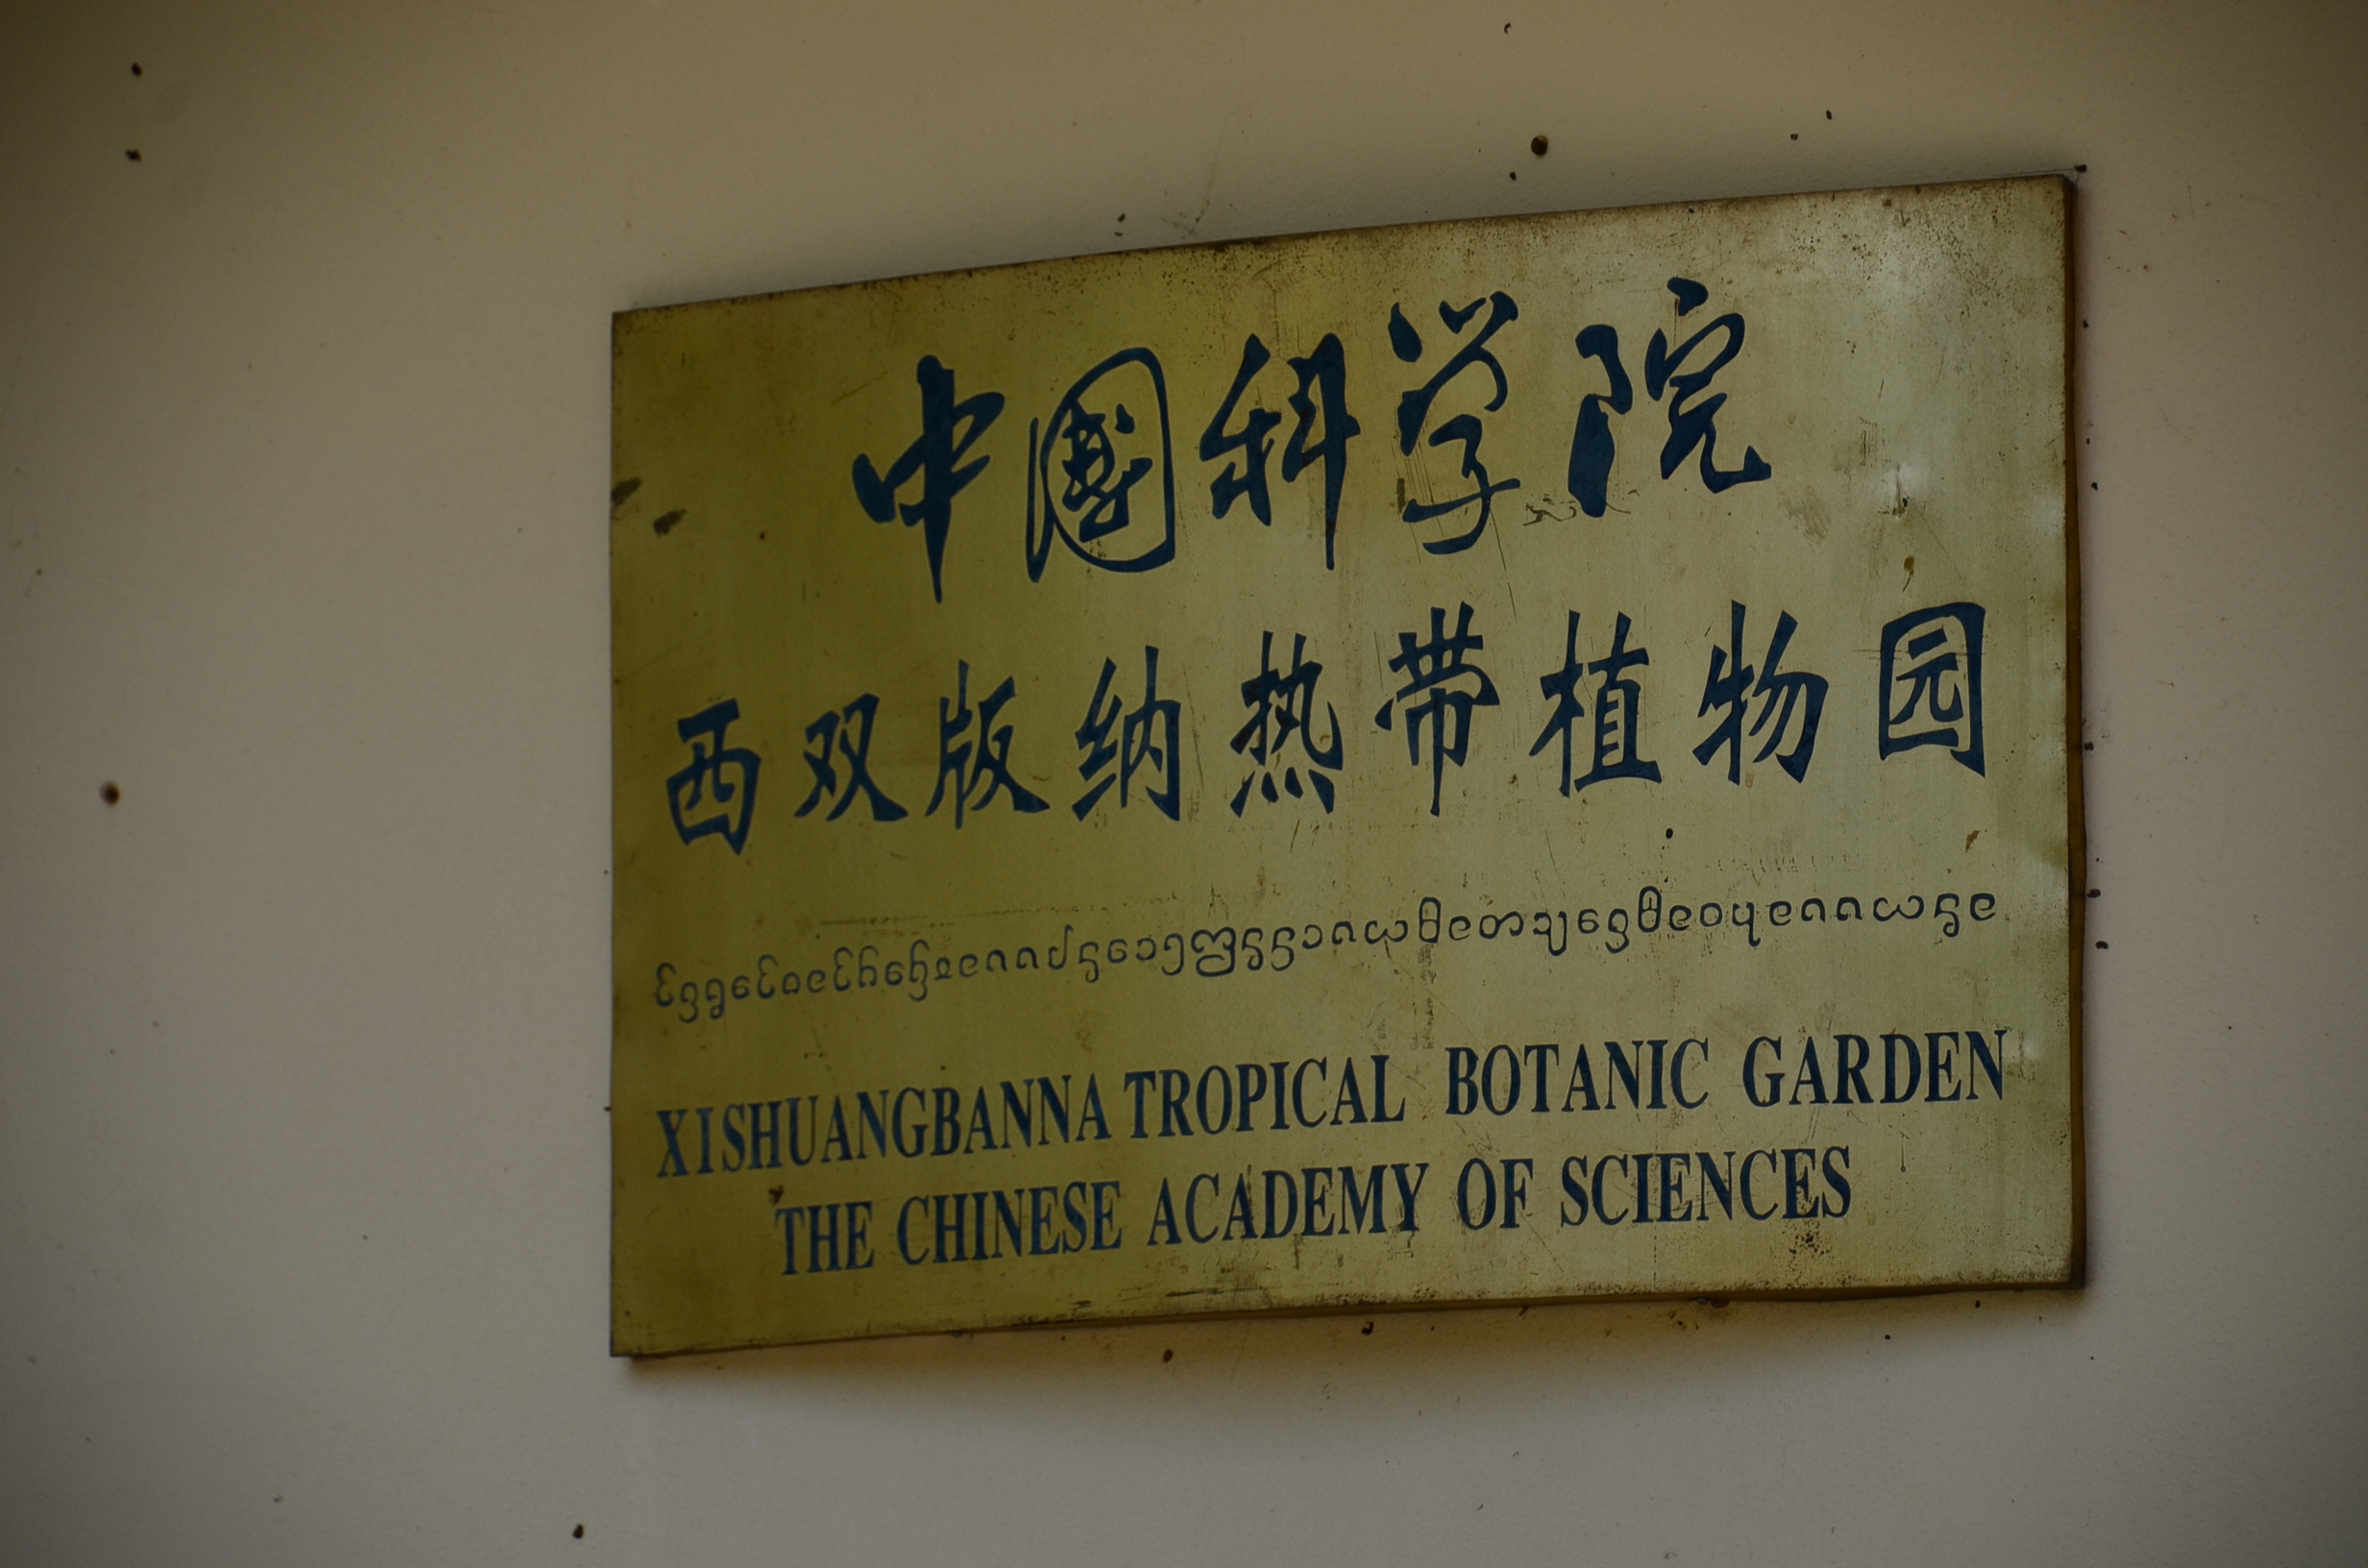 中國科学院
西双版纳热带植物园
XISHUANGBANNA TROPICAL BOTANIC GARDEN
THE CHINESE ACADEMY OF SCIENCES